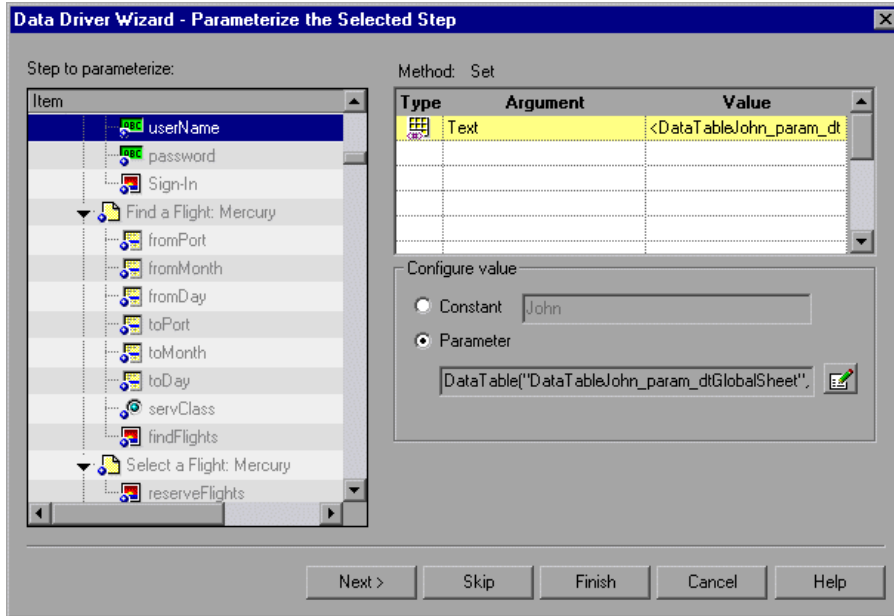 Data Driver Wizard - Parameterize the Selected Step
Step to parameterize:
Item
userName
password
Sign-In
Find a Flight: Mercury
fromPort
fromMonth
fromDay
toPort
toMonth
toDay
servClass
findFlights
Select a Flight: Mercury
reserveFlights
Method: Set
Type Argument Value
Text <DataTableJohn_param_dt
Configure value
Constant John
Parameter
DataTable("DataTableJohn_param_dtGlobalSheet",
Next > Skip Finish Cancel Help